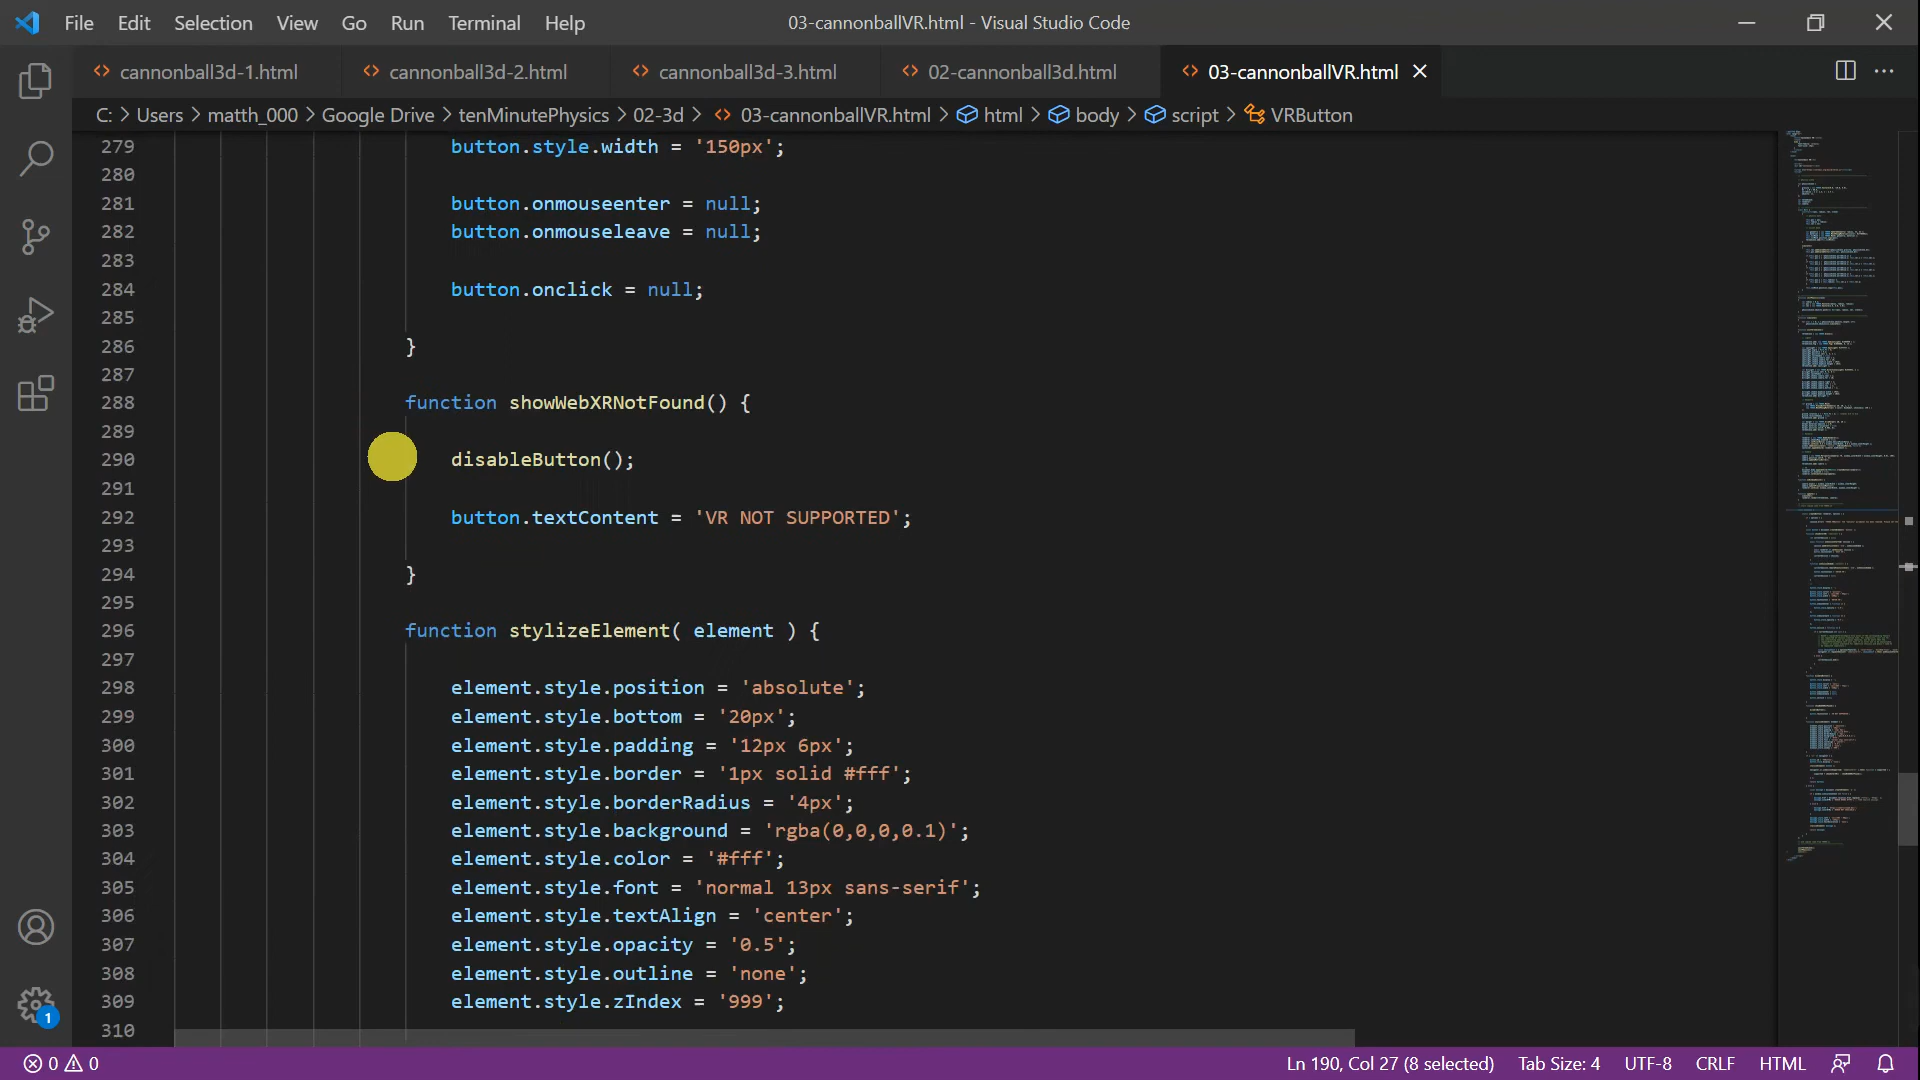 File Edit Selection View Go Run Terminal Help 03-cannonballVR.html - Visual Studio Code
cannonball3d-1.html cannonball3d-2.html cannonball3d-3.html 02-cannonball3d.html 03-cannonballVR.html
C: > Users > matth_000 > Google Drive > tenMinutePhysics > 02-3d > 03-cannonballVR.html > html > body > script > VRButton
279 button.style.width = '150px';
280
281 button.onmouseenter = null;
282 button.onmouseleave = null;
283
284 button.onclick = null;
285
286 }
287
288 function showWebXRNotFound() {
289
290 disableButton();
291
292 button.textContent = 'VR NOT SUPPORTED';
293
294 }
295
296 function stylizeElement( element ) {
297
298 element.style.position = 'absolute';
299 element.style.bottom = '20px';
300 element.style.padding = '12px 6px';
301 element.style.border = '1px solid #fff';
302 element.style.borderRadius = '4px';
303 element.style.background = 'rgba(0,0,0,0.1)';
304 element.style.color = '#fff';
305 element.style.font = 'normal 13px sans-serif';
306 element.style.textAlign = 'center';
307 element.style.opacity = '0.5';
308 element.style.outline = 'none';
309 element.style.zIndex = '999';
310
1
0 0 Ln 190, Col 27 (8 selected) Tab Size: 4 UTF-8 CRLF HTML